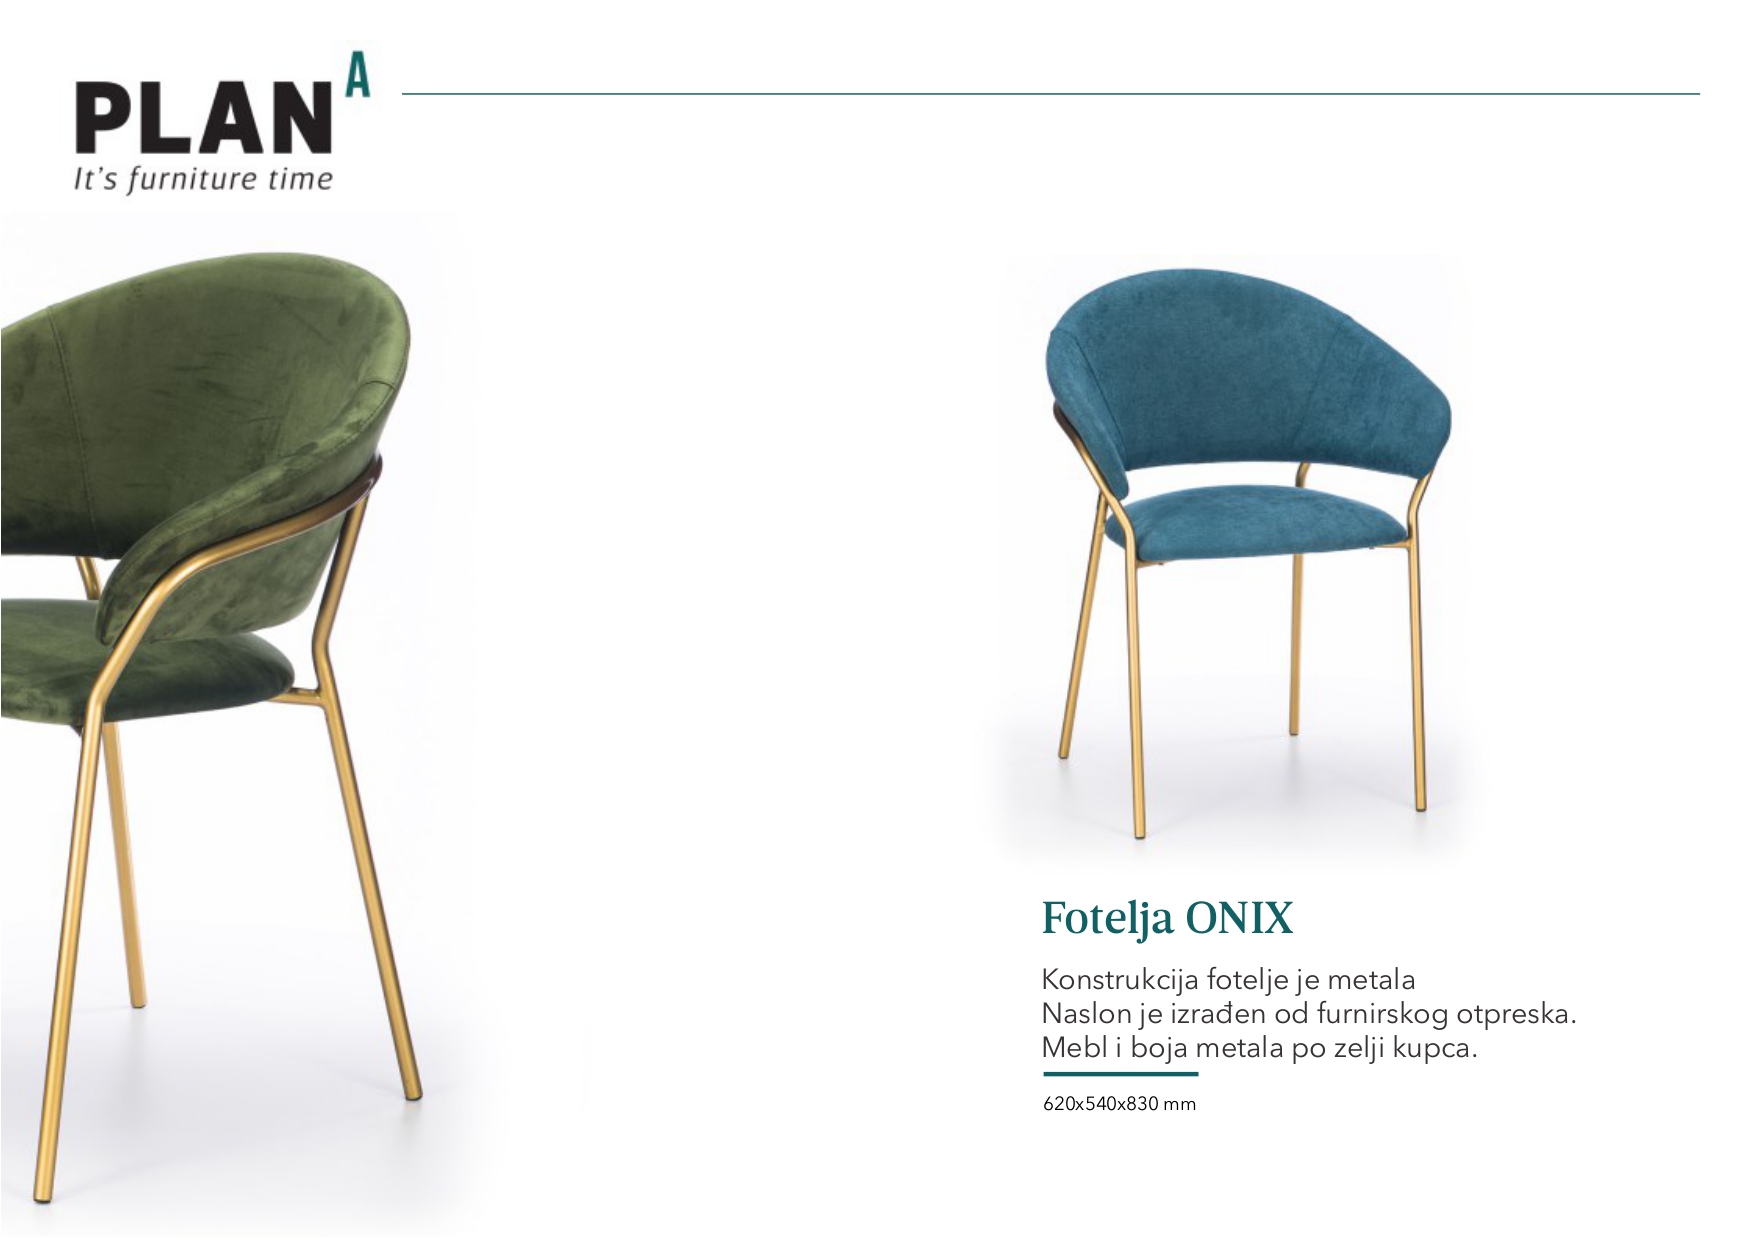 PLAN A
It's furniture time
Fotelja ONIX
Konstrukcija fotelje je metala
Naslon je izrađen od furnirskog otpreska.
Mebl i boja metala po zelji kupca.
620x540x830 mm